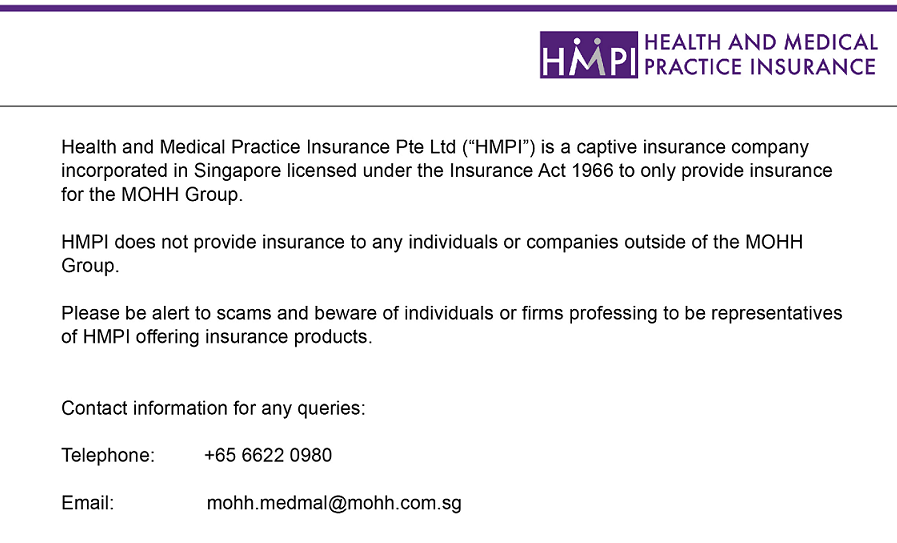 HMPI HEALTH AND MEDICAL
PRACTICE INSURANCE
Health and Medical Practice Insurance Pte Ltd (“HMPI”) is a captive insurance company
incorporated in Singapore licensed under the Insurance Act 1966 to only provide insurance
for the MOHH Group.
HMPI does not provide insurance to any individuals or companies outside of the MOHH
Group.
Please be alert to scams and beware of individuals or firms professing to be representatives
of HMPI offering insurance products.
Contact information for any queries:
Telephone: +65 6622 0980
Email: mohh.medmal@mohh.com.sg